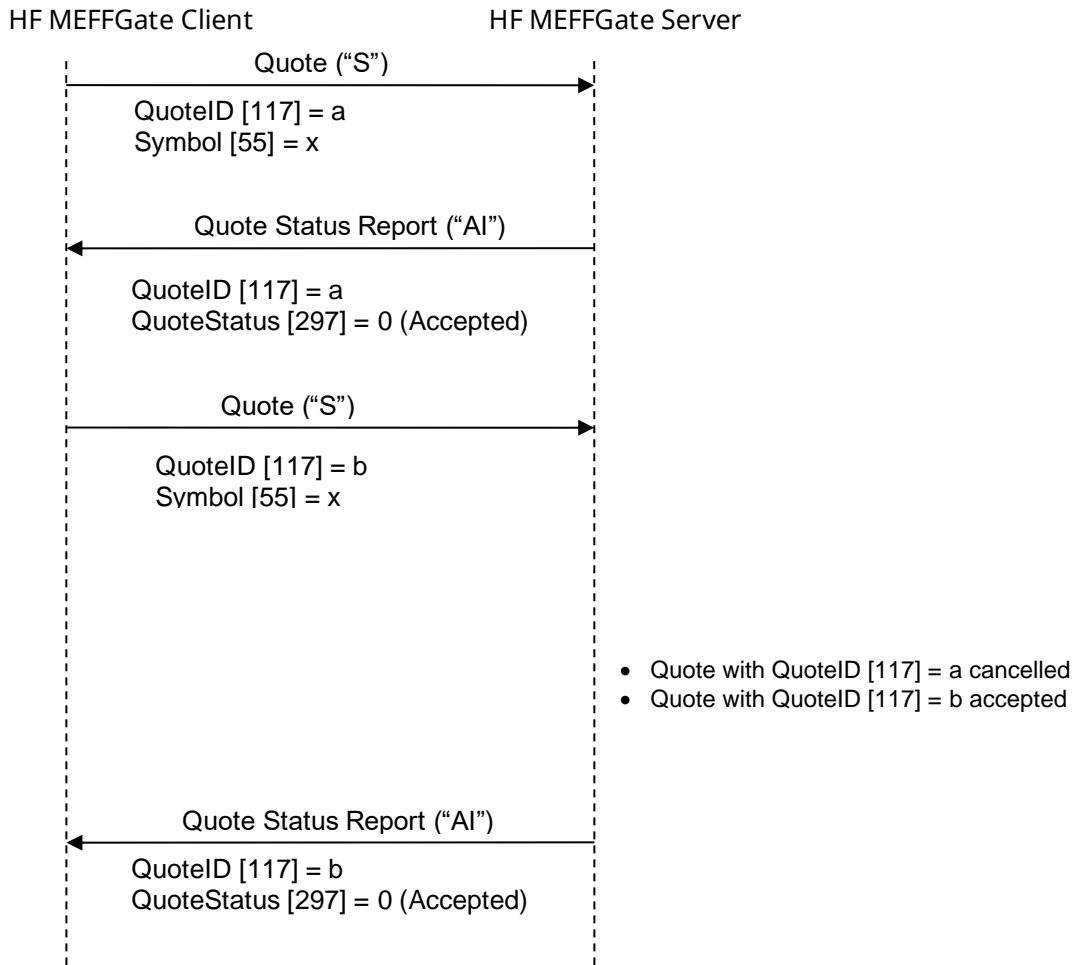 HF MEFFGate Client
HF MEFFGate Server
Quote (“S”)
QuoteID [117] = a
Symbol [55] = x
Quote Status Report (“AI”)
QuoteID [117] = a
QuoteStatus [297] = 0 (Accepted)
Quote (“S”)
QuoteID [117] = b
Symbol [55] = x
• Quote with QuoteID [117] = a cancelled
• Quote with QuoteID [117] = b accepted
Quote Status Report (“AI”)
QuoteID [117] = b
QuoteStatus [297] = 0 (Accepted)